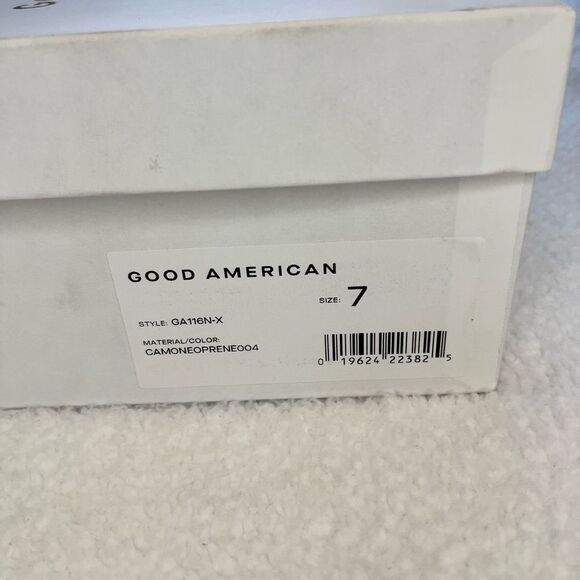 GOOD AMERICAN
SIZE: 7
STYLE: GA116N-X
MATERIAL/COLOR:
CAMONEOPRENE004
0 19624 22382 5